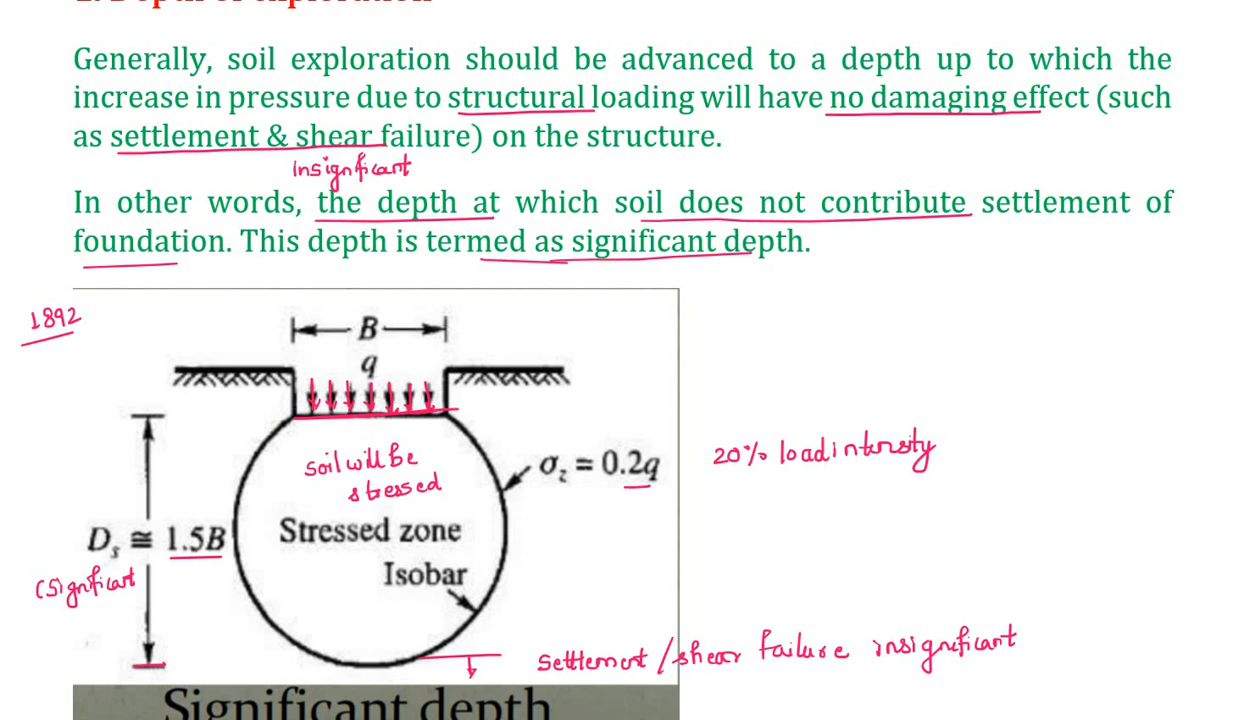 Generally, soil exploration should be advanced to a depth up to which the
increase in pressure due to structural loading will have no damaging effect (such
as settlement & shear failure) on the structure.
Insignficant
In other words, the depth at which soil does not contribute settlement of
foundation. This depth is termed as significant depth.
1892
B
q
soil will be
stressed
σz = 0.2q
20% load intensity
Ds ≅ 1.5B
Stressed zone
Isobar
(Signficant
Settlement / shear failure insignificant
Significant depth